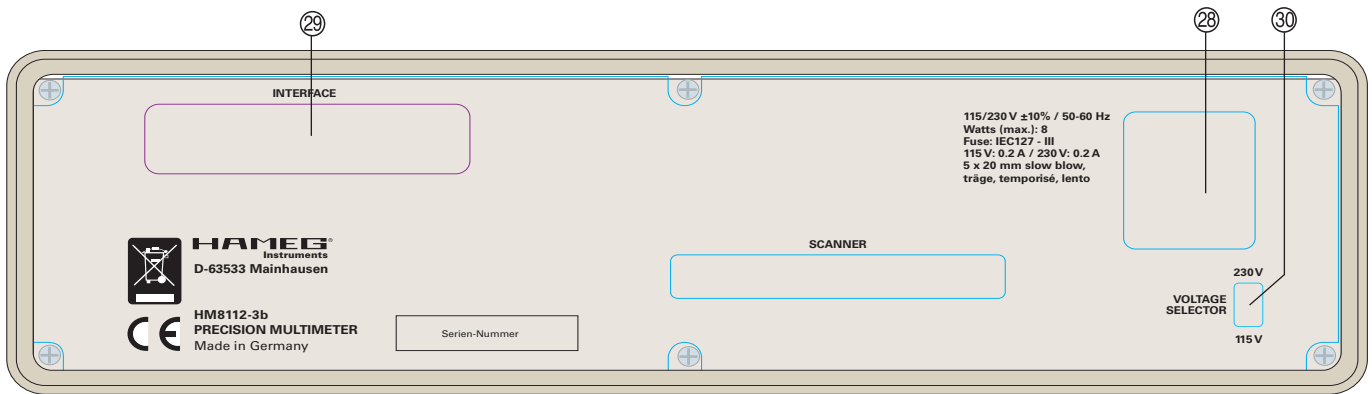 29
28
30
INTERFACE
115/230 V ±10% / 50-60 Hz
Watts (max.): 8
Fuse: IEC127 - III
115 V: 0.2 A / 230 V: 0.2 A
5 x 20 mm slow blow,
träge, temporisé, lento
HAMEG®
Instruments
D-63533 Mainhausen
SCANNER
230 V
VOLTAGE
SELECTOR
115 V
HM8112-3b
PRECISION MULTIMETER
Made in Germany
CE
Serien-Nummer